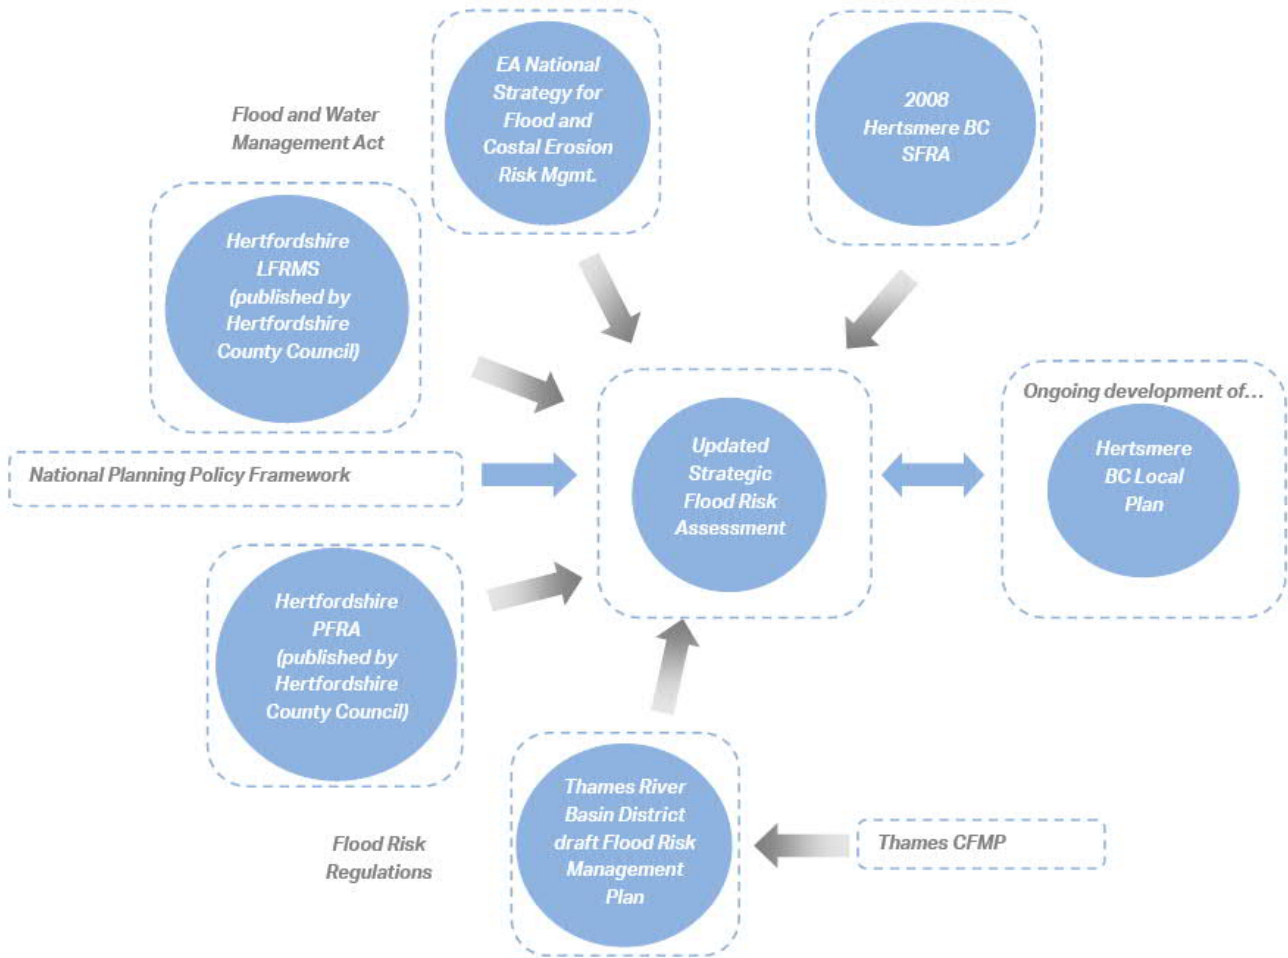 EA National
Strategy for
Flood and
Costal Erosion
Risk Mgmt.
2008
Hertsmere BC
SFRA
Flood and Water
Management Act
Hertfordshire
LFRMS
(published by
Hertfordshire
County Council)
Ongoing development of...
Hertsmere
BC Local
Plan
Updated
Strategic
Flood Risk
Assessment
National Planning Policy Framework
Hertfordshire
PFRA
(published by
Hertfordshire
County Council)
Thames River
Basin District
draft Flood Risk
Management
Plan
Flood Risk
Regulations
Thames CFMP